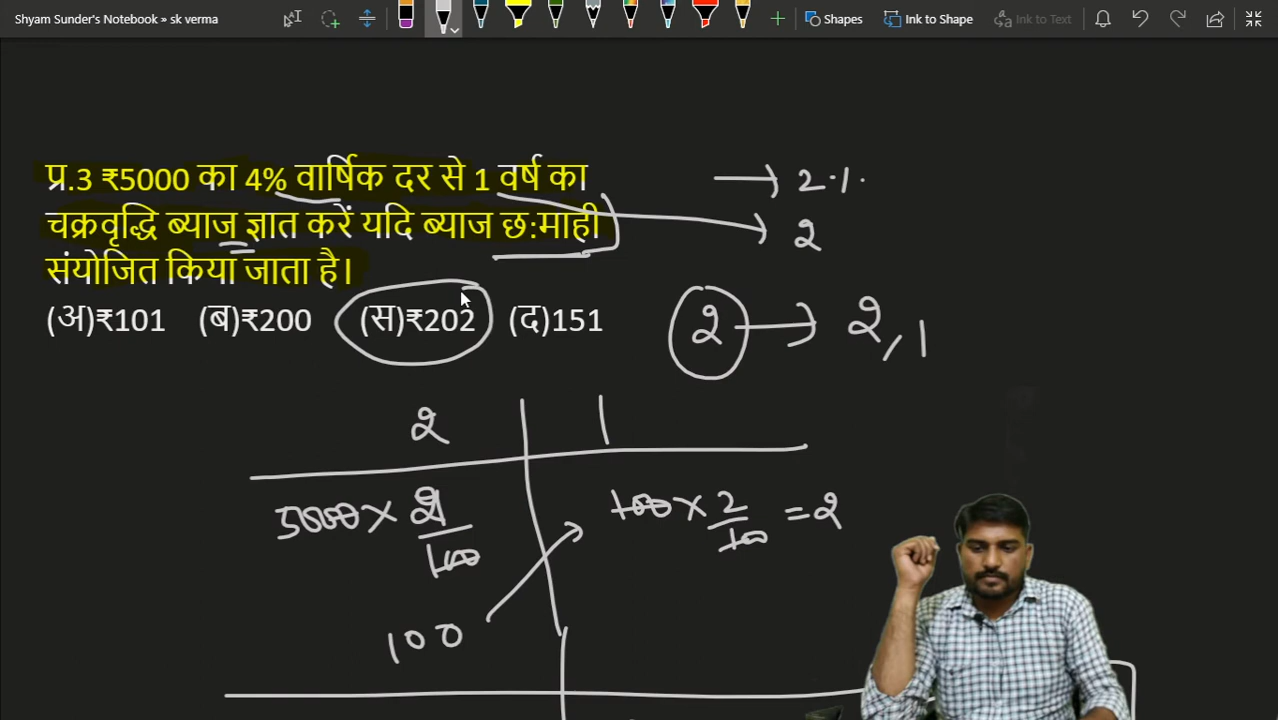 Shyam Sunder's Notebook » sk verma
Shapes Ink to Shape Ink to Text
प्र.3 ₹5000 का 4% वार्षिक दर से 1 वर्ष का
चक्रवृद्धि ब्याज ज्ञात करें यदि ब्याज छ:माही
संयोजित किया जाता है।
(अ)₹101 (ब)₹200 (स)₹202 (द)151
→ 2%
→ 2
2 → 2, 1
2 1
5000 × 2/100
100 × 2/100 = 2
100